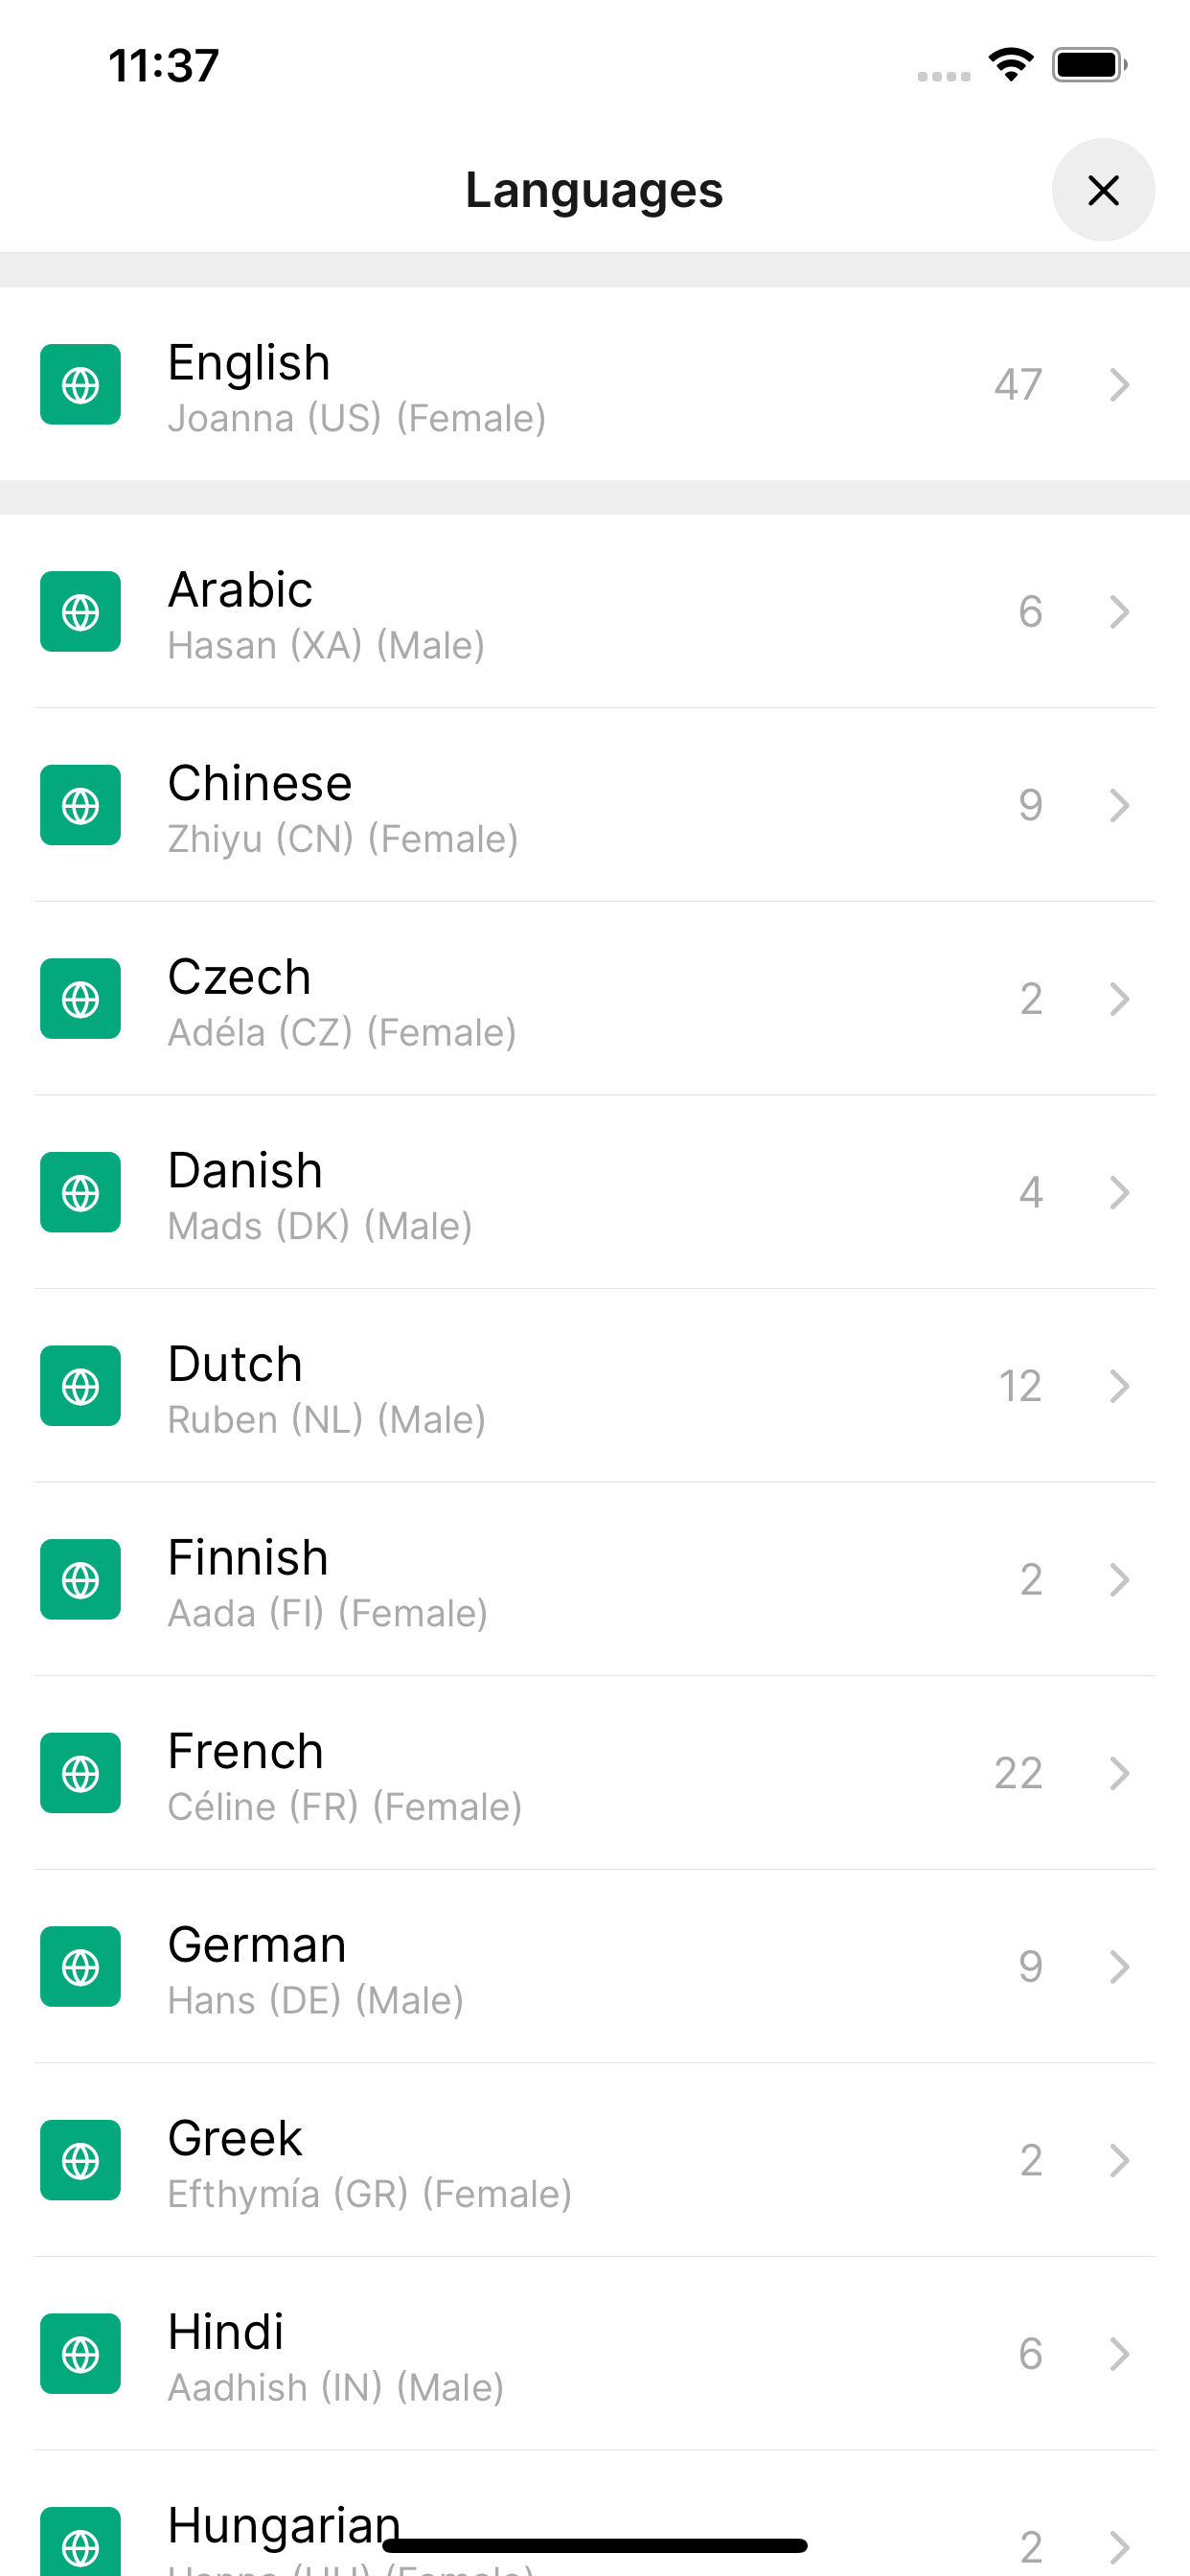 11:37
Languages
English
47
Joanna (US) (Female)
Arabic
6
Hasan (XA) (Male)
Chinese
9
Zhiyu (CN) (Female)
Czech
2
Adéla (CZ) (Female)
Danish
4
Mads (DK) (Male)
Dutch
12
Ruben (NL) (Male)
Finnish
2
Aada (FI) (Female)
French
22
Céline (FR) (Female)
German
9
Hans (DE) (Male)
Greek
2
Efthymía (GR) (Female)
Hindi
6
Aadhish (IN) (Male)
Hungarian
2
(HU) (Female)